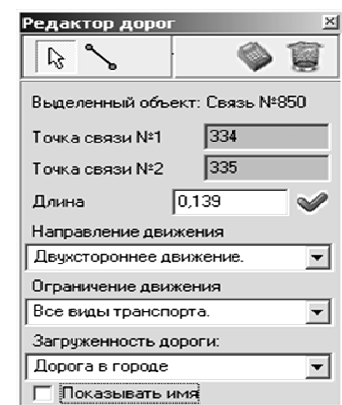 Редактор дорог
Выделенный объект: Связь №850
Точка связи №1 334
Точка связи №2 335
Длина 0,139
Направление движения
Двухстороннее движение.
Ограничение движения
Все виды транспорта.
Загруженность дороги:
Дорога в городе
Показывать имя